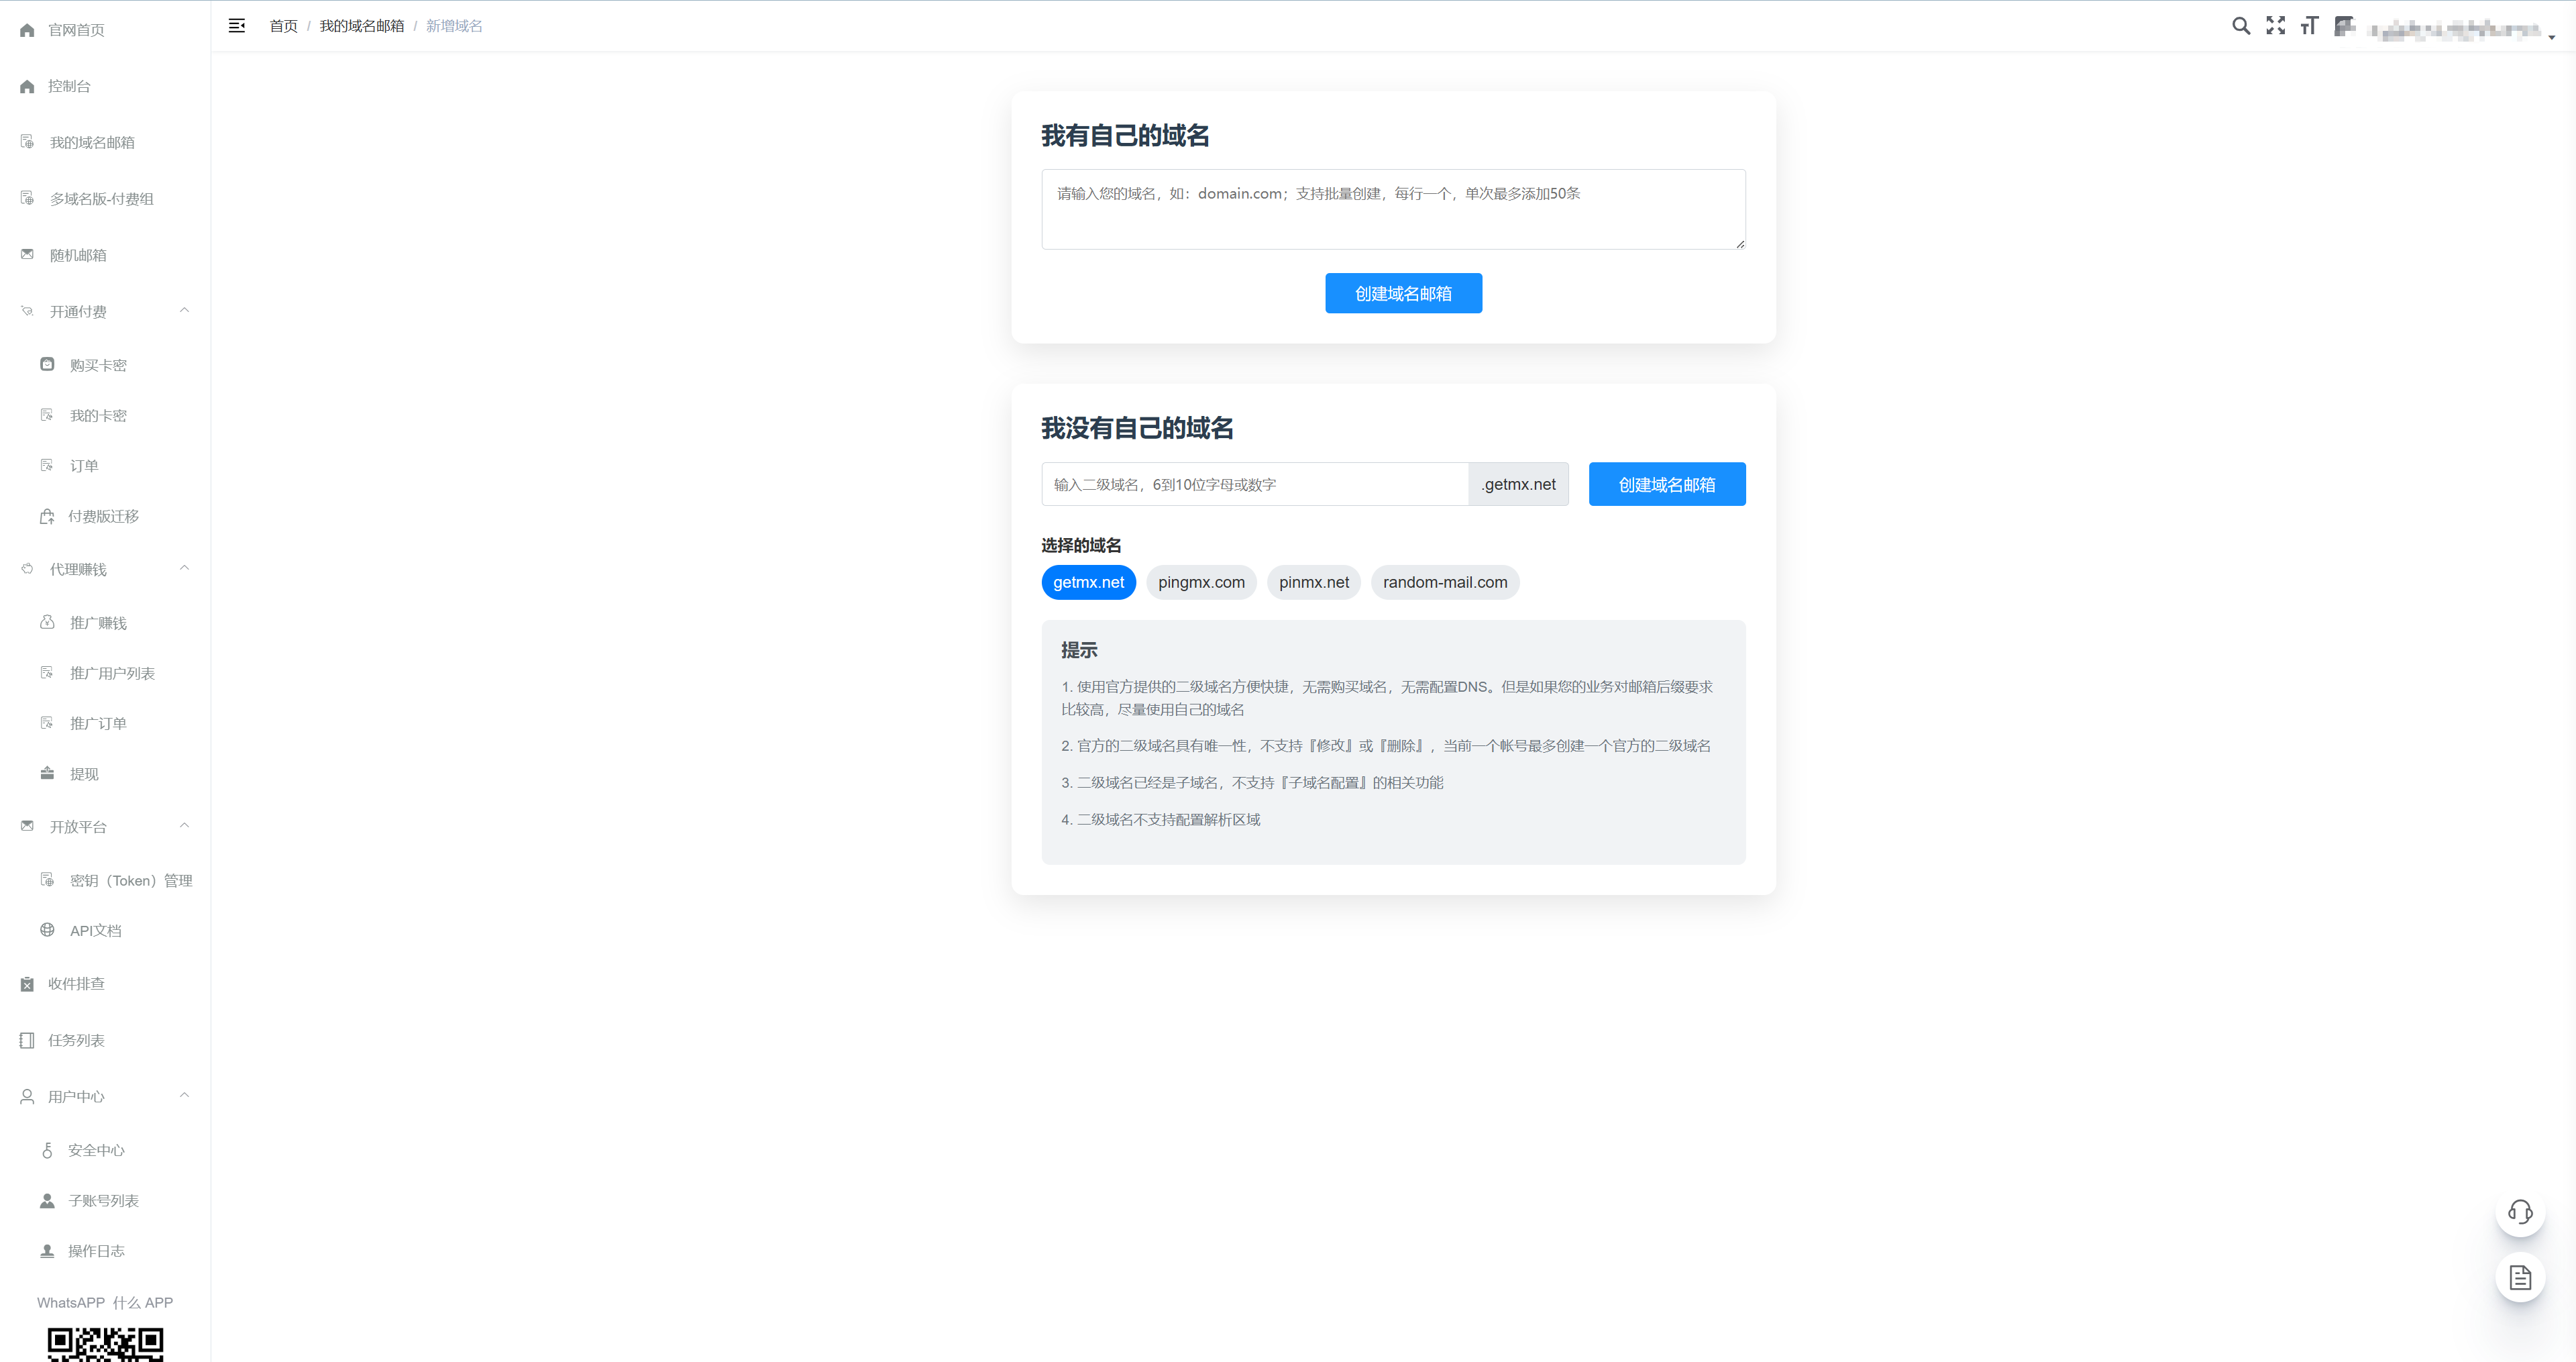 官网首页
控制台
我的域名邮箱
多域名版-付费组
随机邮箱
开通付费
购买卡密
我的卡密
订单
付费版迁移
代理赚钱
推广赚钱
推广用户列表
推广订单
提现
开放平台
密钥（Token）管理
API文档
收件排查
任务列表
用户中心
安全中心
子账号列表
操作日志
WhatsAPP 什么 APP
首页 / 我的域名邮箱 / 新增域名
我有自己的域名
请输入您的域名，如：domain.com；支持批量创建，每行一个，单次最多添加50条
创建域名邮箱
我没有自己的域名
输入二级域名，6到10位字母或数字 .getmx.net 创建域名邮箱
选择的域名
getmx.net pingmx.com pinmx.net random-mail.com
提示
1. 使用官方提供的二级域名方便快捷，无需购买域名，无需配置DNS。但是如果您的业务对邮箱后缀要求
比较高，尽量使用自己的域名
2. 官方的二级域名具有唯一性，不支持『修改』或『删除』，当前一个帐号最多创建一个官方的二级域名
3. 二级域名已经是子域名，不支持『子域名配置』的相关功能
4. 二级域名不支持配置解析区域